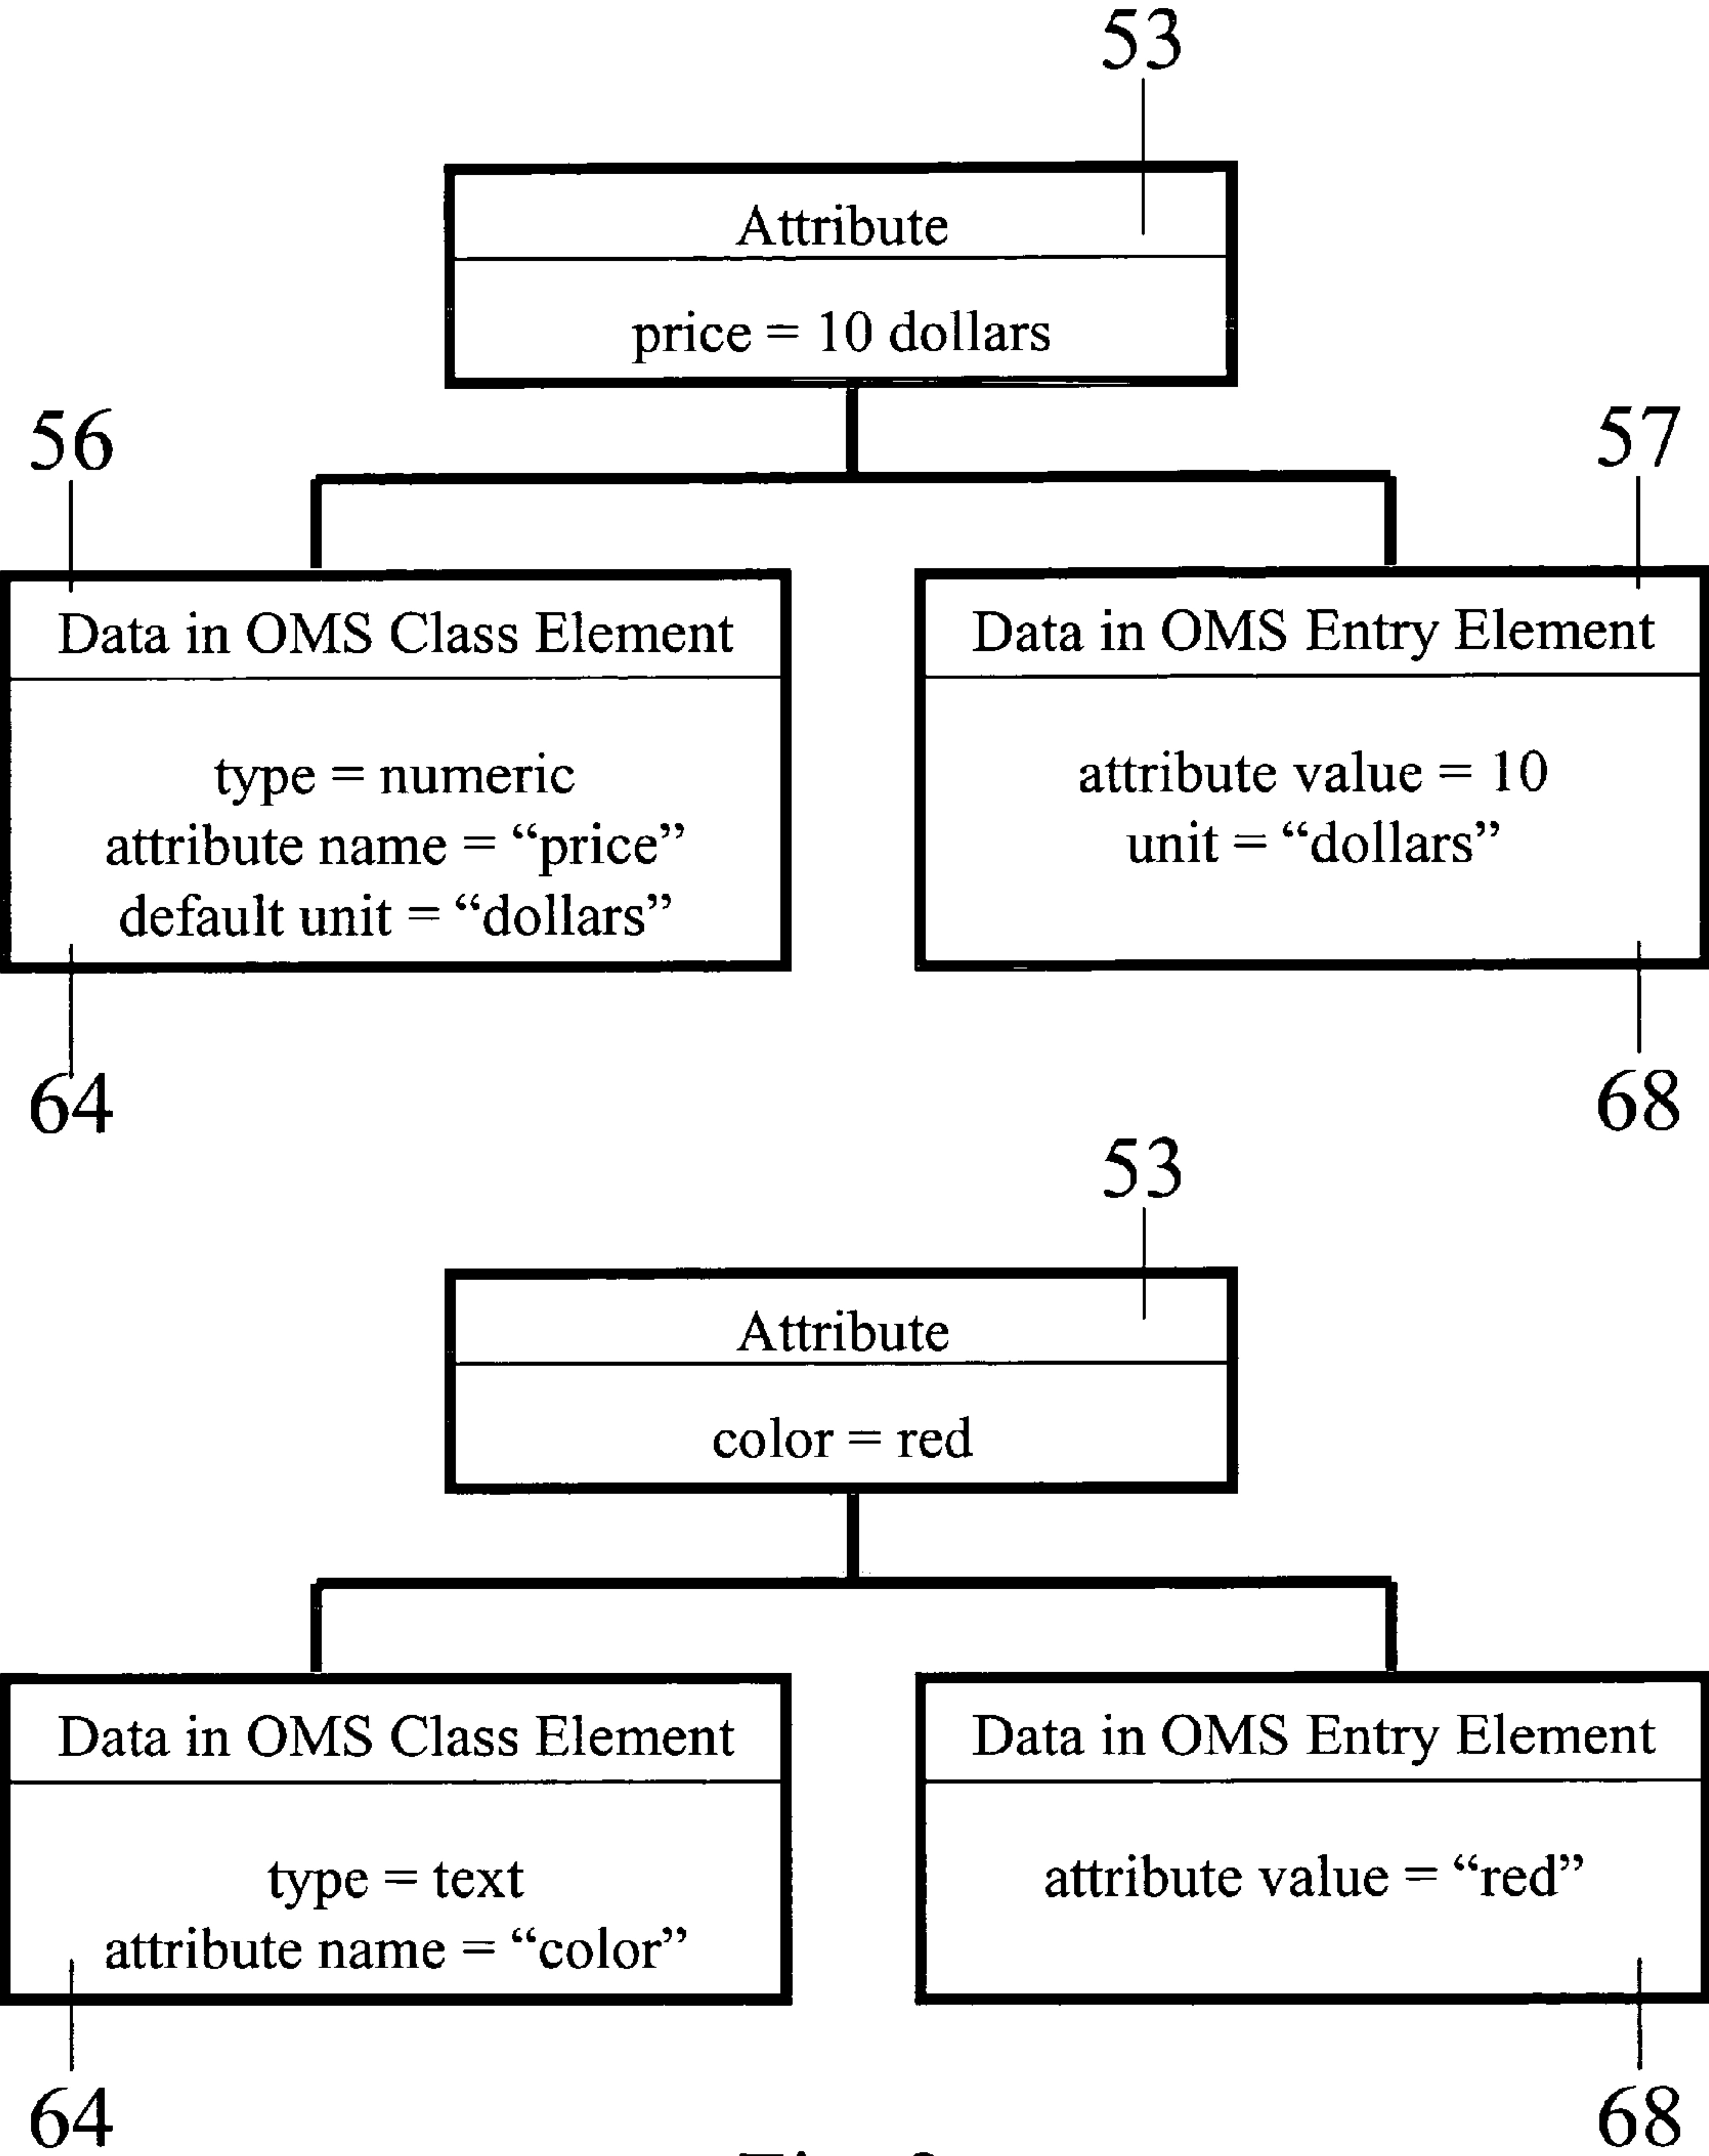 53
Attribute
price = 10 dollars
56
57
Data in OMS Class Element
type = numeric
attribute name = “price”
default unit = “dollars”
Data in OMS Entry Element
attribute value = 10
unit = “dollars”
64
68
53
Attribute
color = red
Data in OMS Class Element
type = text
attribute name = “color”
Data in OMS Entry Element
attribute value = “red”
64
68